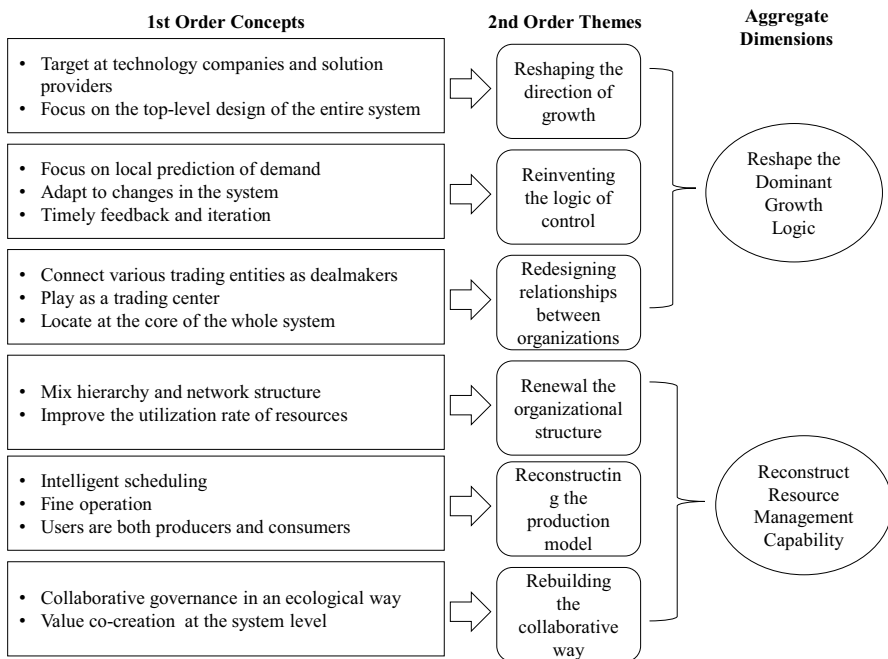 1st Order Concepts
2nd Order Themes
Aggregate
Dimensions
• Target at technology companies and solution
providers
• Focus on the top-level design of the entire system
Reshaping the
direction of
growth
• Focus on local prediction of demand
• Adapt to changes in the system
• Timely feedback and iteration
Reinventing
the logic of
control
Reshape the
Dominant
Growth
Logic
• Connect various trading entities as dealmakers
• Play as a trading center
• Locate at the core of the whole system
Redesigning
relationships
between
organizations
• Mix hierarchy and network structure
• Improve the utilization rate of resources
Renewal the
organizational
structure
• Intelligent scheduling
• Fine operation
• Users are both producers and consumers
Reconstructin
g the
production
model
Reconstruct
Resource
Management
Capability
• Collaborative governance in an ecological way
• Value co-creation at the system level
Rebuilding
the
collaborative
way